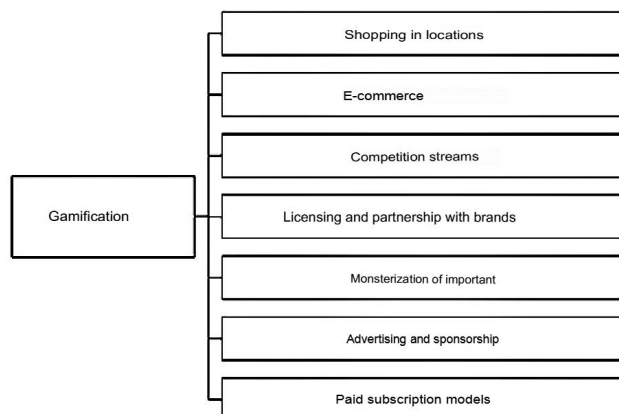 Shopping in locations
E-commerce
Competition streams
Gamification
Licensing and partnership with brands
Monsterization of important
Advertising and sponsorship
Paid subscription models